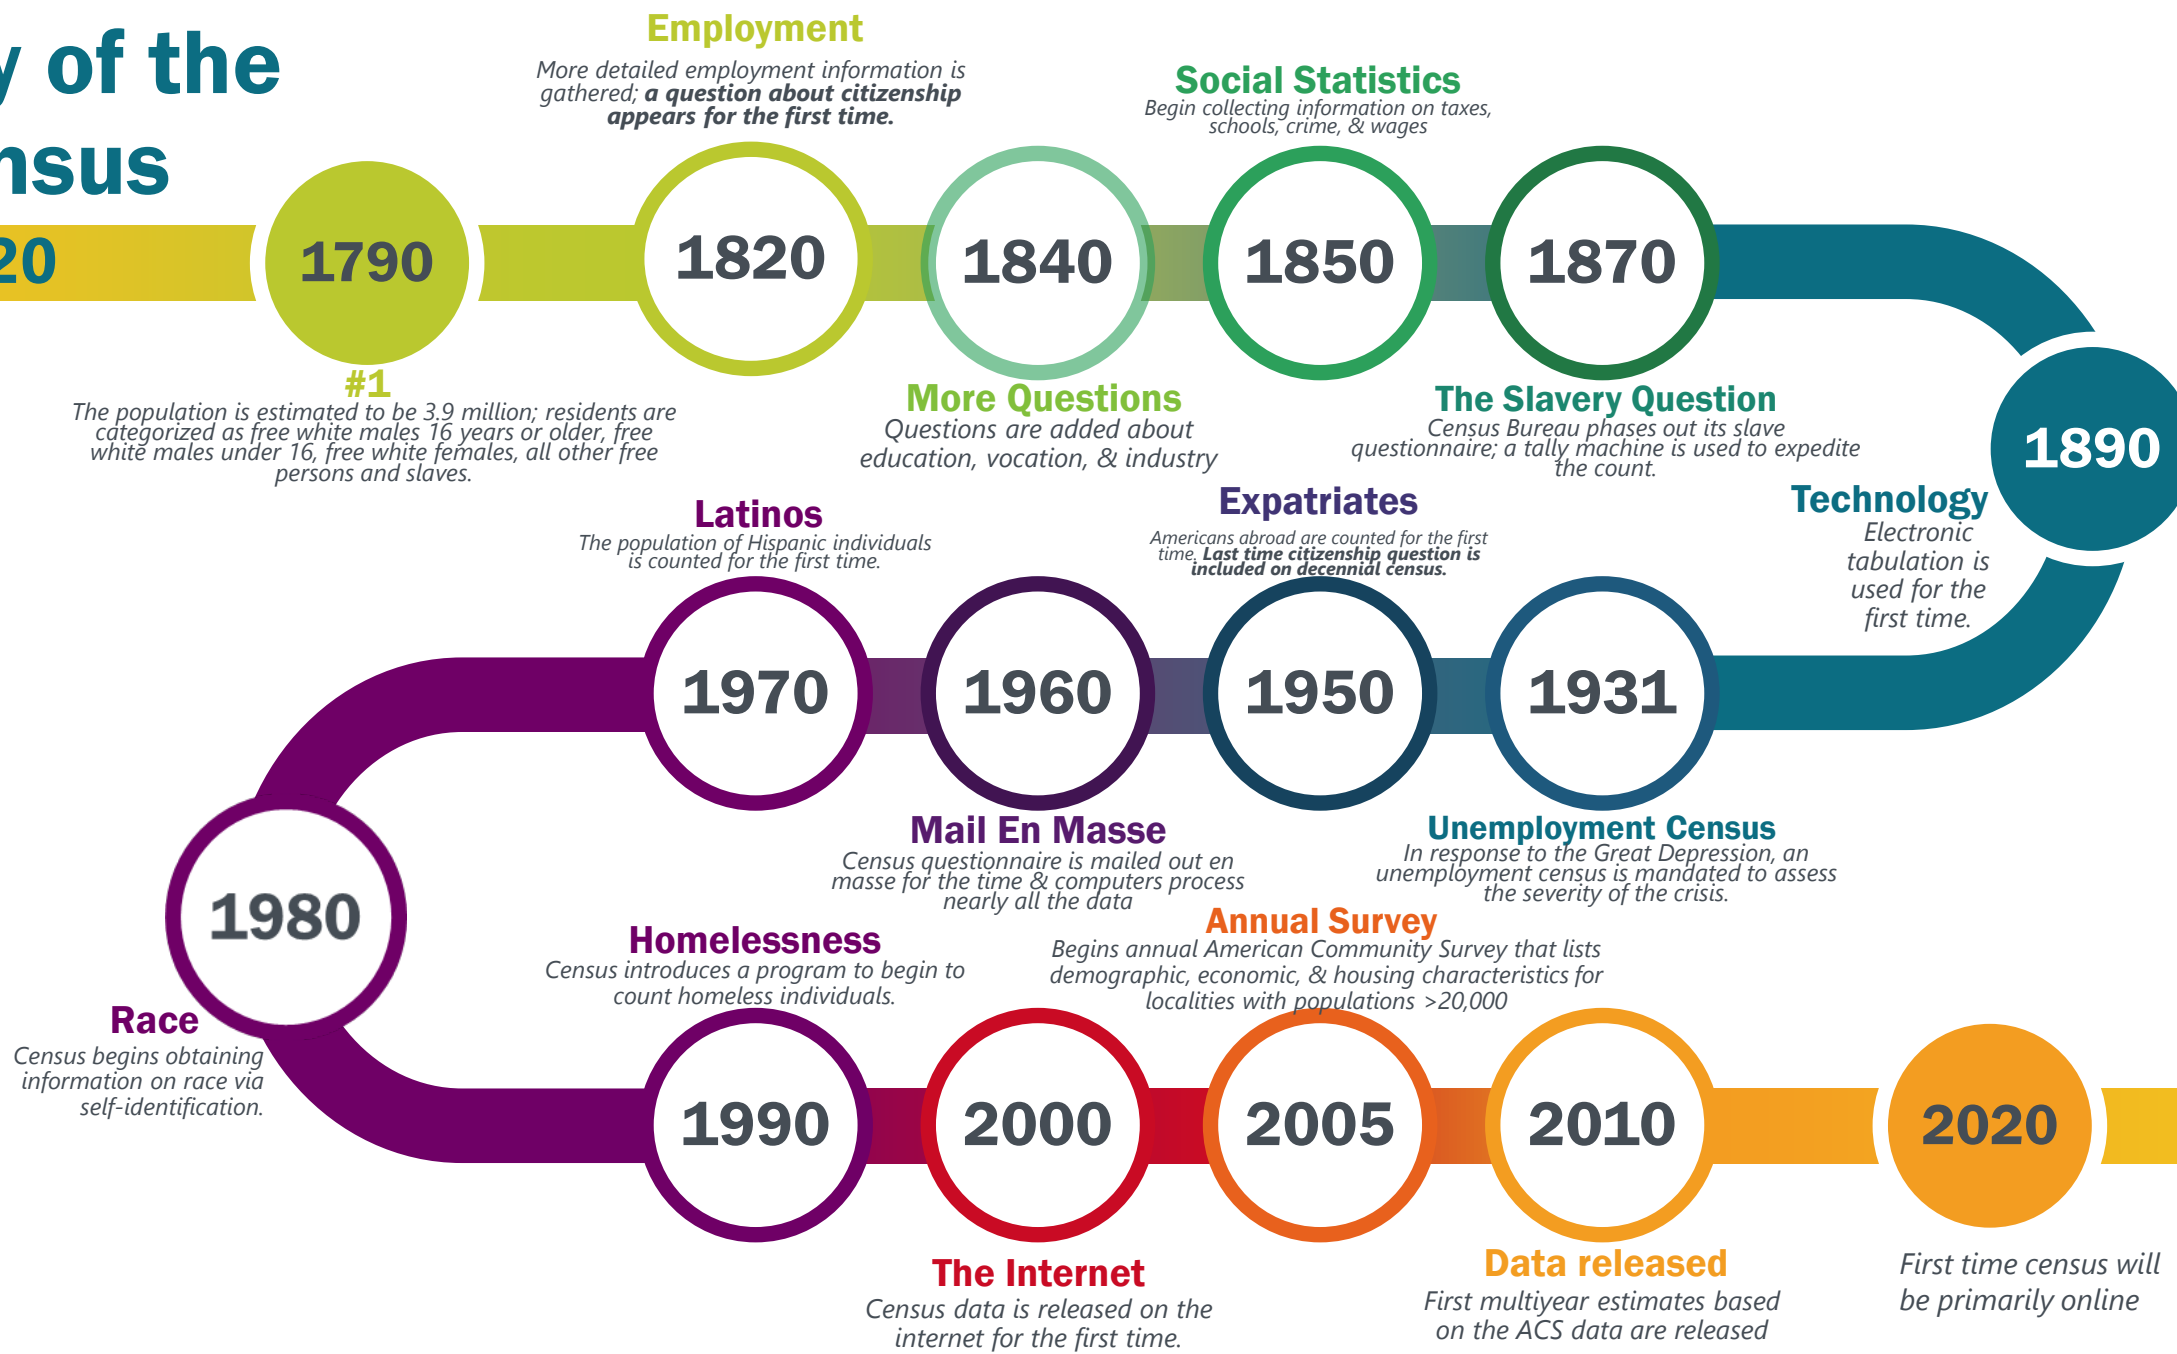 y of the
nsus
20
1790
#1
The population is estimated to be 3.9 million; residents are
categorized as free white males 16 years or older, free
white males under 16, free white females, all other free
persons and slaves.
Employment
More detailed employment information is
gathered; a question about citizenship
appears for the first time.
1820
1840
More Questions
Questions are added about
education, vocation, & industry
Social Statistics
Begin collecting information on taxes,
schools, crime, & wages
1850
1870
The Slavery Question
Census Bureau phases out its slave
questionnaire; a tally machine is used to expedite
the count.
1890
Technology
Electronic
tabulation is
used for the
first time.
1931
Unemployment Census
In response to the Great Depression, an
unemployment census is mandated to assess
the severity of the crisis.
Expatriates
Americans abroad are counted for the first
time. Last time citizenship question is
included on decennial census.
1950
1960
Mail En Masse
Census questionnaire is mailed out en
masse for the time & computers process
nearly all the data
Latinos
The population of Hispanic individuals
is counted for the first time.
1970
1980
Race
Census begins obtaining
information on race via
self-identification.
Homelessness
Census introduces a program to begin to
count homeless individuals.
1990
2000
The Internet
Census data is released on the
internet for the first time.
Annual Survey
Begins annual American Community Survey that lists
demographic, economic, & housing characteristics for
localities with populations >20,000
2005
2010
Data released
First multiyear estimates based
on the ACS data are released
2020
First time census will
be primarily online